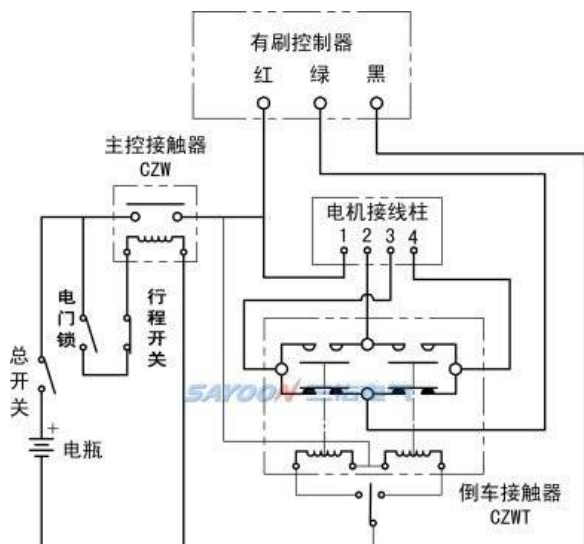 有刷控制器
红 绿 黑
主控接触器
CZW
电机接线柱
1 2 3 4
电门锁
行程开关
总开关
+
电瓶
SAYOON
倒车接触器
CZWT